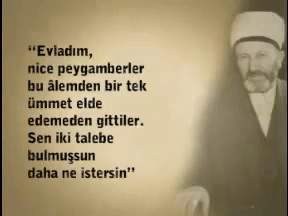 “Evladım,
nice peygamberler
bu âlemden bir tek
ümmet elde
edemeden gittiler.
Sen iki talebe
bulmuşsun
daha ne istersin”